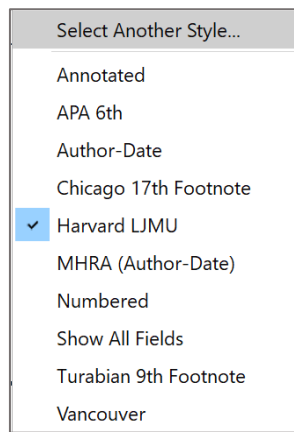 Select Another Style...
Annotated
APA 6th
Author-Date
Chicago 17th Footnote
Harvard LJMU
MHRA (Author-Date)
Numbered
Show All Fields
Turabian 9th Footnote
Vancouver